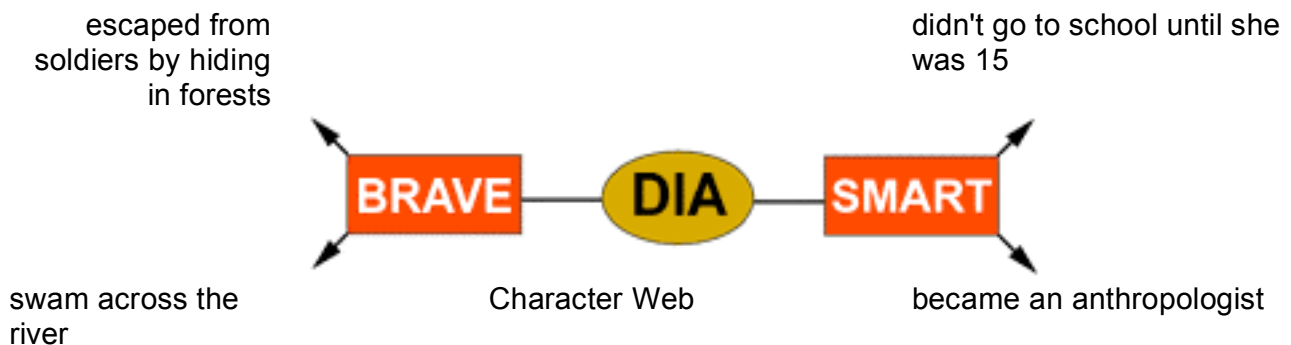 escaped from
soldiers by hiding
in forests
didn't go to school until she
was 15
BRAVE
DIA
SMART
swam across the
river
Character Web
became an anthropologist